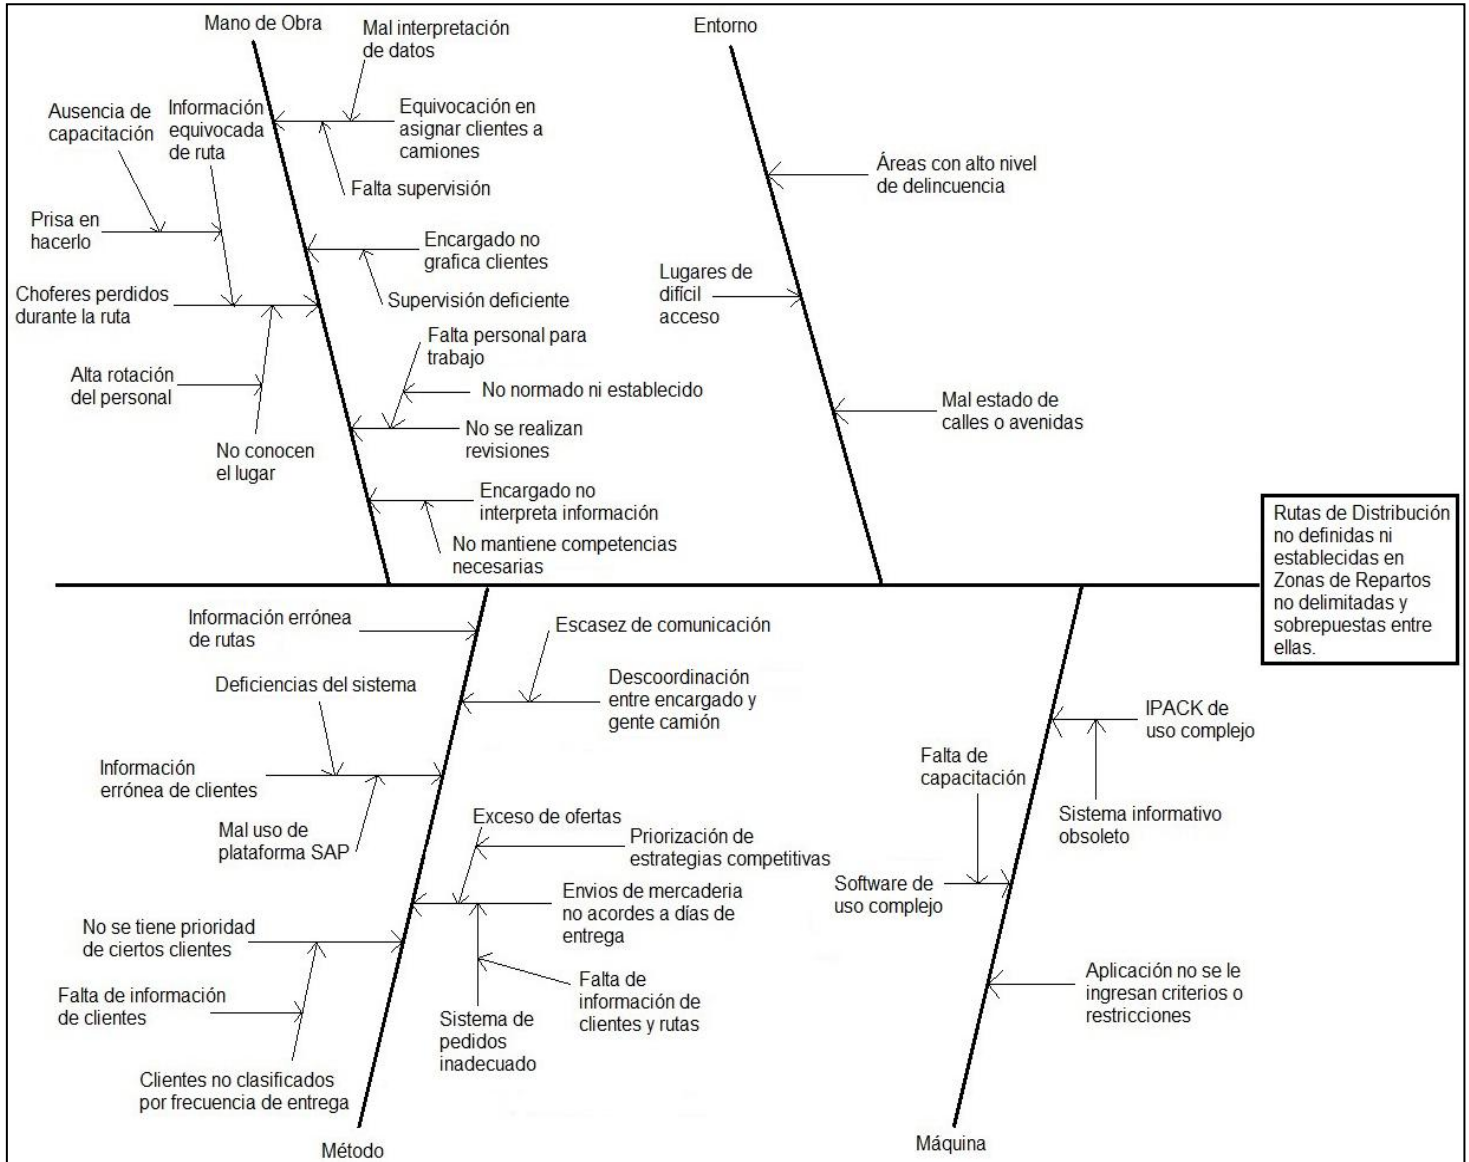 Mano de Obra
Mal interpretación
de datos
Entorno
Ausencia de
capacitación
Información
equivocada
de ruta
Equivocación en
asignar clientes a
camiones
Falta supervisión
Áreas con alto nivel
de delincuencia
Prisa en
hacerlo
Encargado no
grafica clientes
Supervisión deficiente
Lugares de
difícil
acceso
Choferes perdidos
durante la ruta
Falta personal para
trabajo
Alta rotación
del personal
No normado ni establecido
Mal estado de
calles o avenidas
No se realizan
revisiones
No conocen
el lugar
Encargado no
interpreta información
No mantiene competencias
necesarias
Rutas de Distribución
no definidas ni
establecidas en
Zonas de Repartos
no delimitadas y
sobrepuestas entre
ellas.
Información errónea
de rutas
Escasez de comunicación
Deficiencias del sistema
Descoordinación
entre encargado y
gente camión
IPACK de
uso complejo
Información
errónea de clientes
Falta de
capacitación
Mal uso de
plataforma SAP
Exceso de ofertas
Priorización de
estrategias competitivas
Sistema informativo
obsoleto
Software de
uso complejo
Envios de mercaderia
no acordes a días de
entrega
No se tiene prioridad
de ciertos clientes
Falta de
información de
clientes y rutas
Aplicación no se le
ingresan criterios o
restricciones
Falta de información
de clientes
Sistema de
pedidos
inadecuado
Clientes no clasificados
por frecuencia de entrega
Método
Máquina